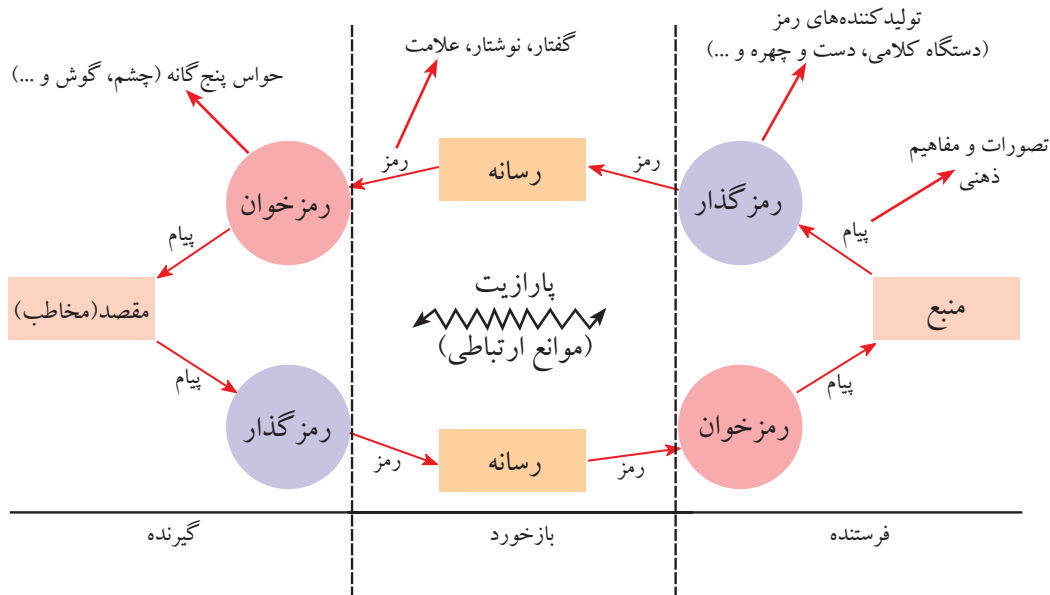 تولیدکننده‌های رمز
(دستگاه کلامی، دست و چهره و ...)
گفتار، نوشتار، علامت
حواس پنج‌گانه (چشم، گوش و ...)
تصورات و مفاهیم
ذهنی
رمزگذار
رمز
رسانه
رمز
رمزخوان
پیام
پیام
منبع
پارازیت
(موانع ارتباطی)
مقصد(مخاطب)
پیام
پیام
رمزخوان
رمز
رسانه
رمز
رمزگذار
فرستنده
بازخورد
گیرنده